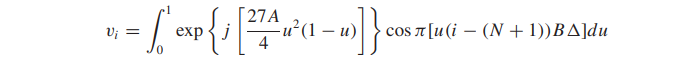 v_i = \int_0^1 \exp\left\{ j \left[ \frac{27A}{4} u^2(1 - u) \right] \right\} \cos \pi [u(i - (N + 1))B\Delta] du